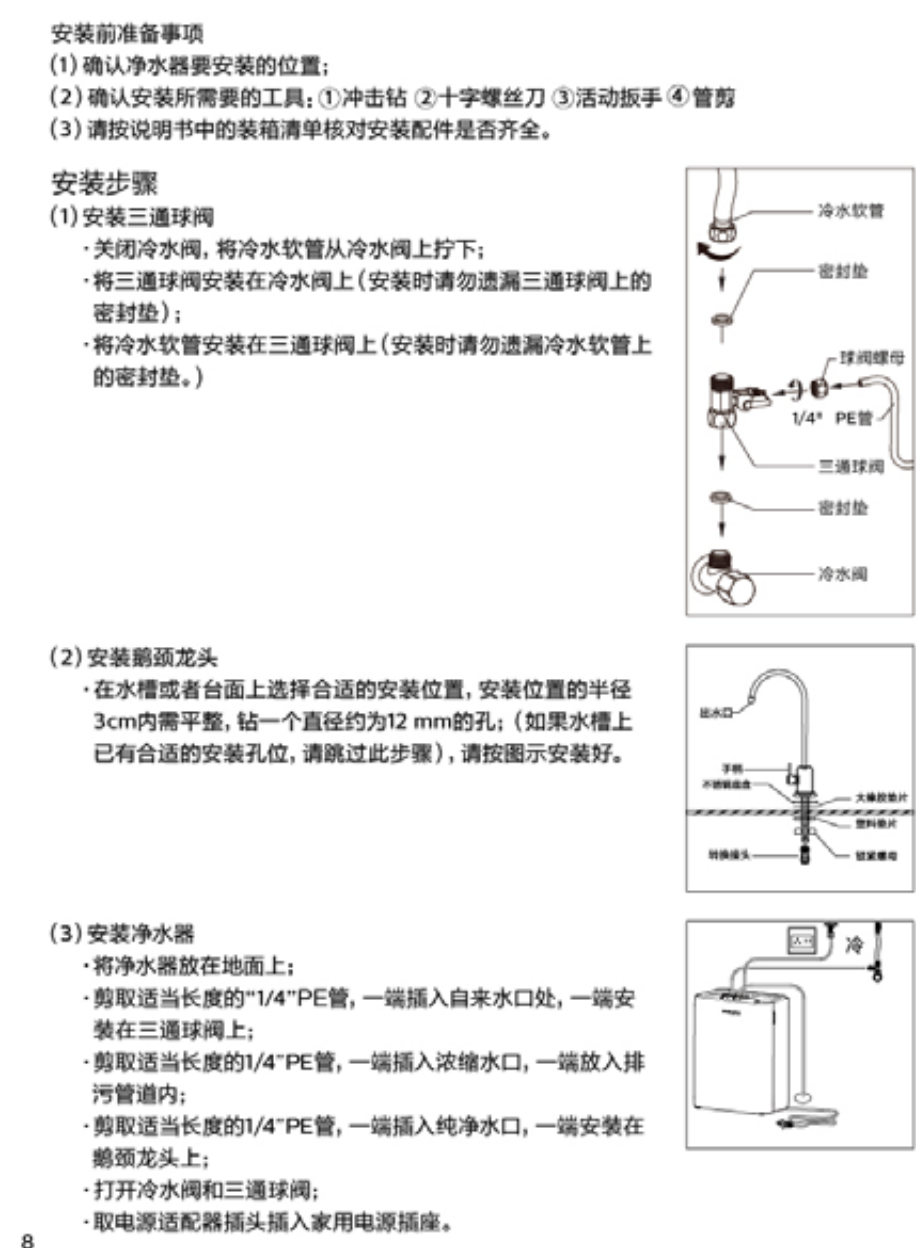 安装前准备事项
(1)确认净水器要安装的位置;
(2)确认安装所需要的工具:①冲击钻 ②十字螺丝刀 ③活动扳手 ④管剪
(3)请按说明书中的装箱清单核对安装配件是否齐全。
安装步骤
(1)安装三通球阀
·关闭冷水阀,将冷水软管从冷水阀上拧下;
·将三通球阀安装在冷水阀上(安装时请勿遗漏三通球阀上的
密封垫);
·将冷水软管安装在三通球阀上(安装时请勿遗漏冷水软管上
的密封垫。)
冷水软管
密封垫
球阀螺母
1/4" PE管
三通球阀
密封垫
冷水阀
(2)安装鹅颈龙头
·在水槽或者台面上选择合适的安装位置,安装位置的半径
3cm内需平整,钻一个直径约为12 mm的孔;(如果水槽上
已有合适的安装孔位,请跳过此步骤),请按图示安装好。
出水口
手柄
不锈钢底盘
大橡胶垫片
塑料垫片
转换接头
锁紧螺母
(3)安装净水器
·将净水器放在地面上;
·剪取适当长度的"1/4"PE管,一端插入自来水口处,一端安
装在三通球阀上;
·剪取适当长度的1/4"PE管,一端插入浓缩水口,一端放入排
污管道内;
·剪取适当长度的1/4"PE管,一端插入纯净水口,一端安装在
鹅颈龙头上;
·打开冷水阀和三通球阀;
·取电源适配器插头插入家用电源插座。
冷
8